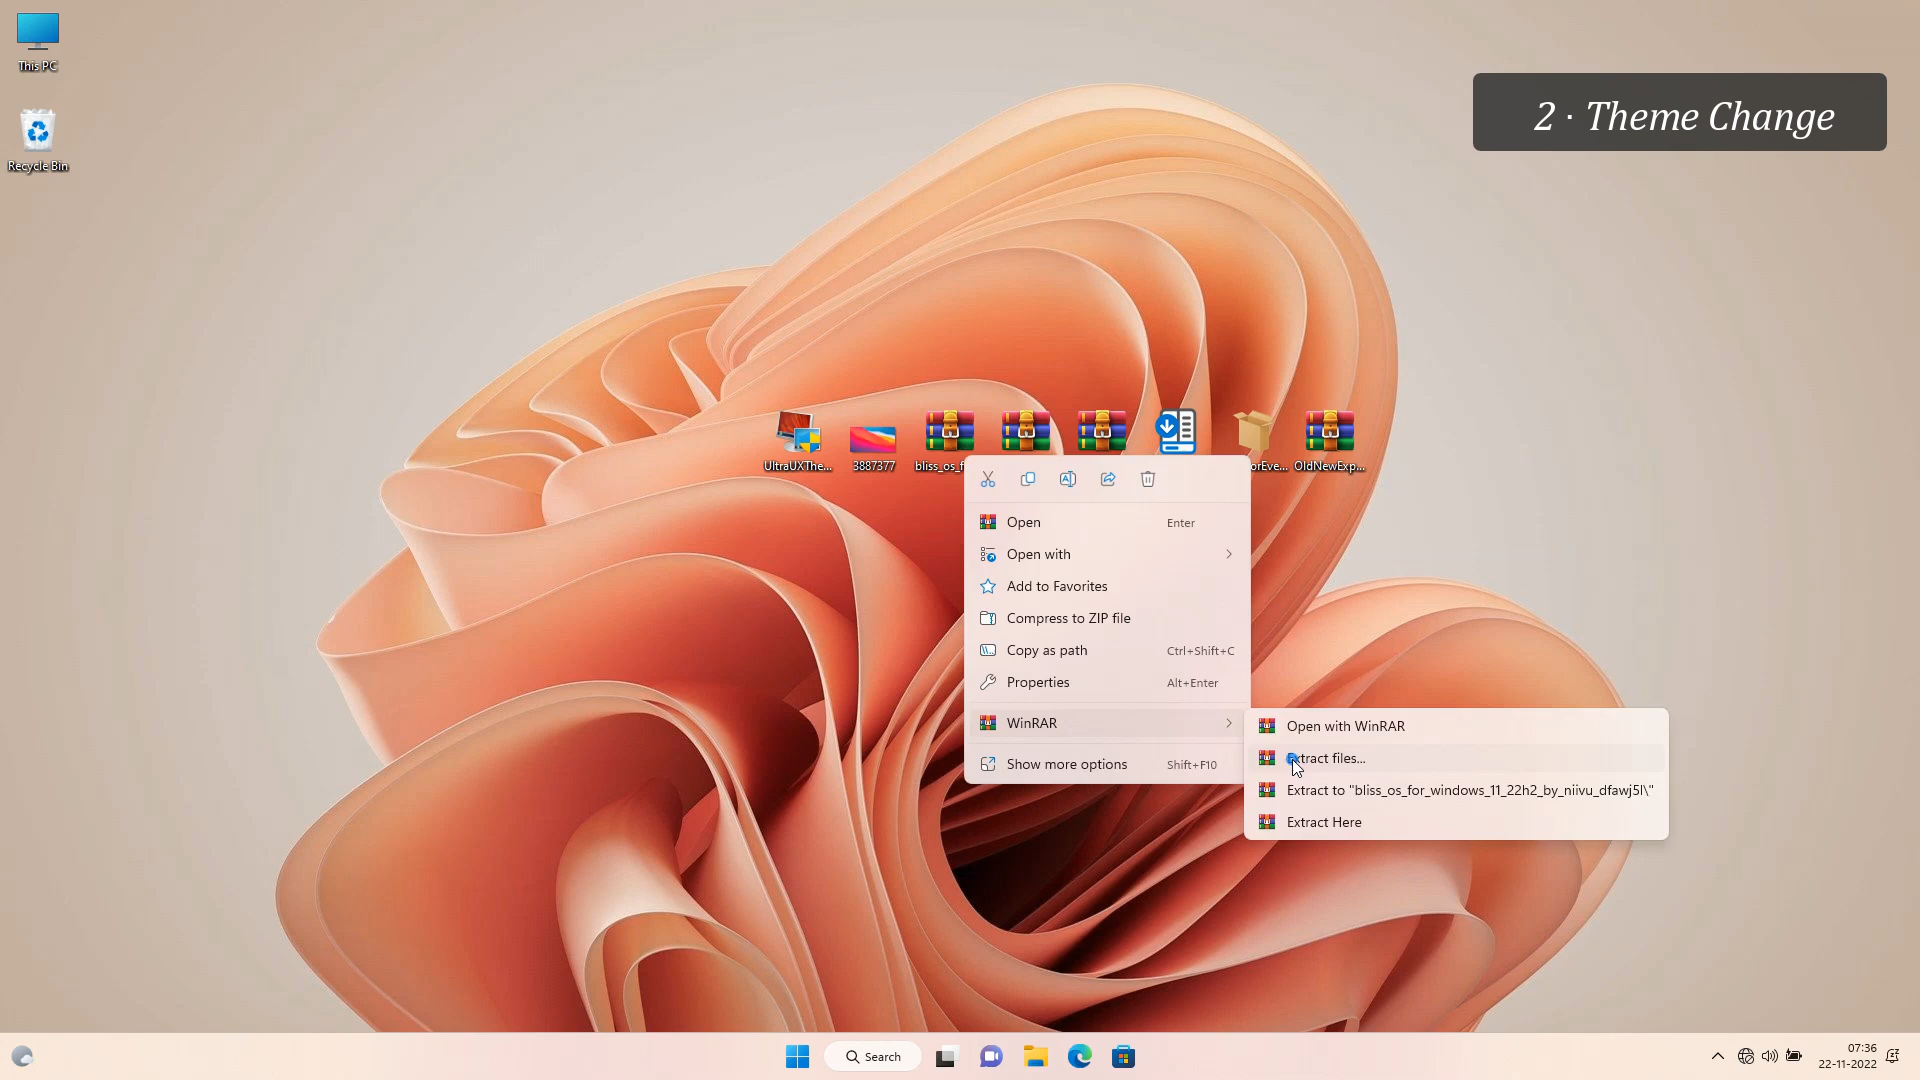 This PC
Recycle Bin
2 · Theme Change
UltraUXThe...
3887377
bliss_os_f
orEve...
OldNewExp...
Open Enter
Open with
Add to Favorites
Compress to ZIP file
Copy as path Ctrl+Shift+C
Properties Alt+Enter
WinRAR
Show more options Shift+F10
Open with WinRAR
Extract files...
Extract to "bliss_os_for_windows_11_22h2_by_niivu_dfawj5l\"
Extract Here
Search
07:36
22-11-2022